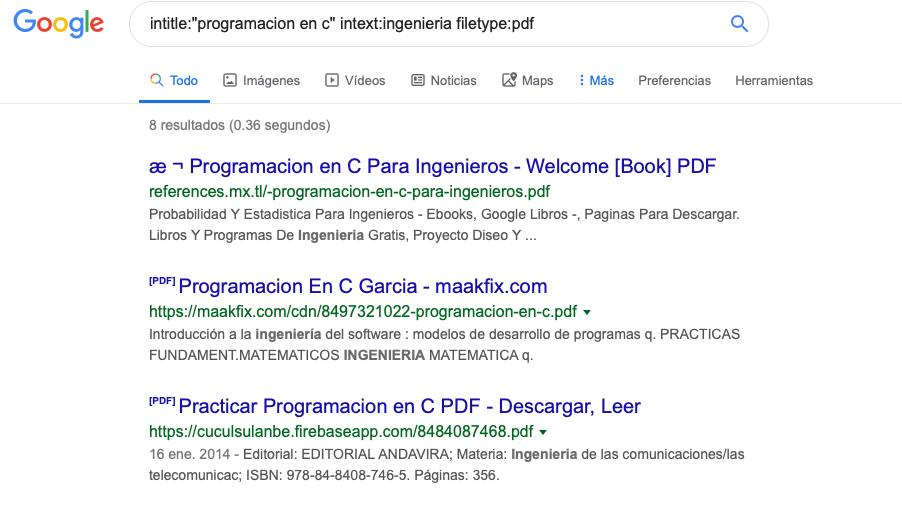 Google
intitle:"programacion en c" intext:ingenieria filetype:pdf
Todo Imágenes Vídeos Noticias Maps Más Preferencias Herramientas
8 resultados (0.36 segundos)
æ ¬ Programacion en C Para Ingenieros - Welcome [Book] PDF
references.mx.tl/-programacion-en-c-para-ingenieros.pdf
Probabilidad Y Estadistica Para Ingenieros - Ebooks, Google Libros -, Paginas Para Descargar.
Libros Y Programas De Ingenieria Gratis, Proyecto Diseo Y ...
[PDF] Programacion En C Garcia - maakfix.com
https://maakfix.com/cdn/8497321022-programacion-en-c.pdf
Introducción a la ingeniería del software : modelos de desarrollo de programas q. PRACTICAS
FUNDAMENT.MATEMATICOS INGENIERIA MATEMATICA q.
[PDF] Practicar Programacion en C PDF - Descargar, Leer
https://cuculsulanbe.firebaseapp.com/8484087468.pdf
16 ene. 2014 - Editorial: EDITORIAL ANDAVIRA; Materia: Ingenieria de las comunicaciones/las
telecomunicac; ISBN: 978-84-8408-746-5. Páginas: 356.